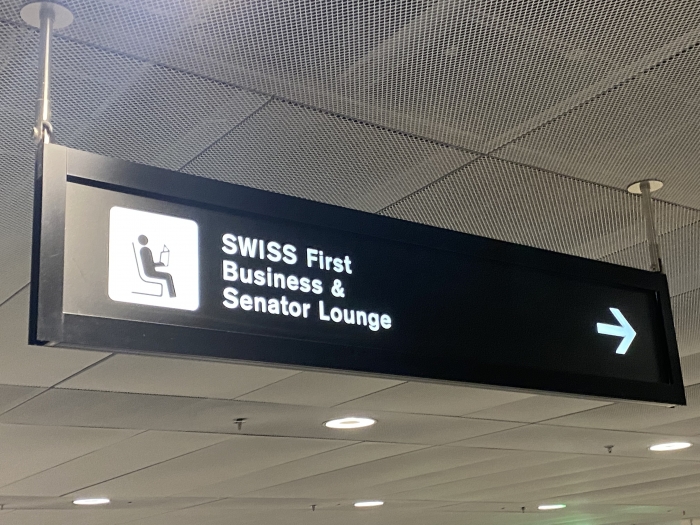 SWISS First
Business &
Senator Lounge